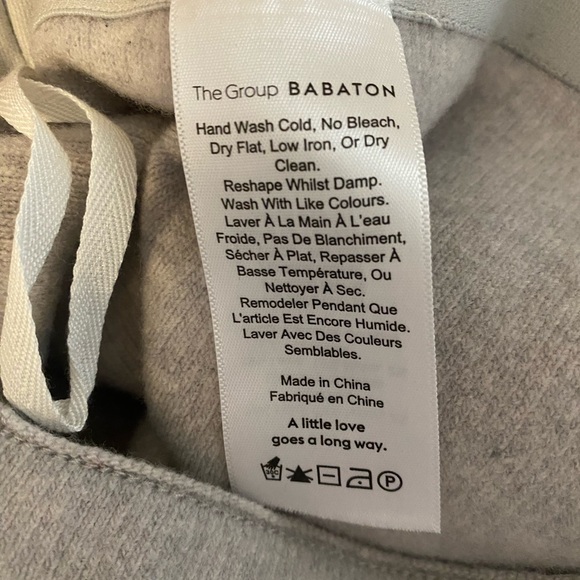 The Group BABATON
Hand Wash Cold, No Bleach,
Dry Flat, Low Iron, Or Dry
Clean.
Reshape Whilst Damp.
Wash With Like Colours.
Laver À La Main À L'eau
Froide, Pas De Blanchiment,
Sécher À Plat, Repasser À
Basse Température, Ou
Nettoyer À Sec.
Remodeler Pendant Que
L'article Est Encore Humide.
Laver Avec Des Couleurs
Semblables.
Made in China
Fabriqué en Chine
A little love
goes a long way.
P